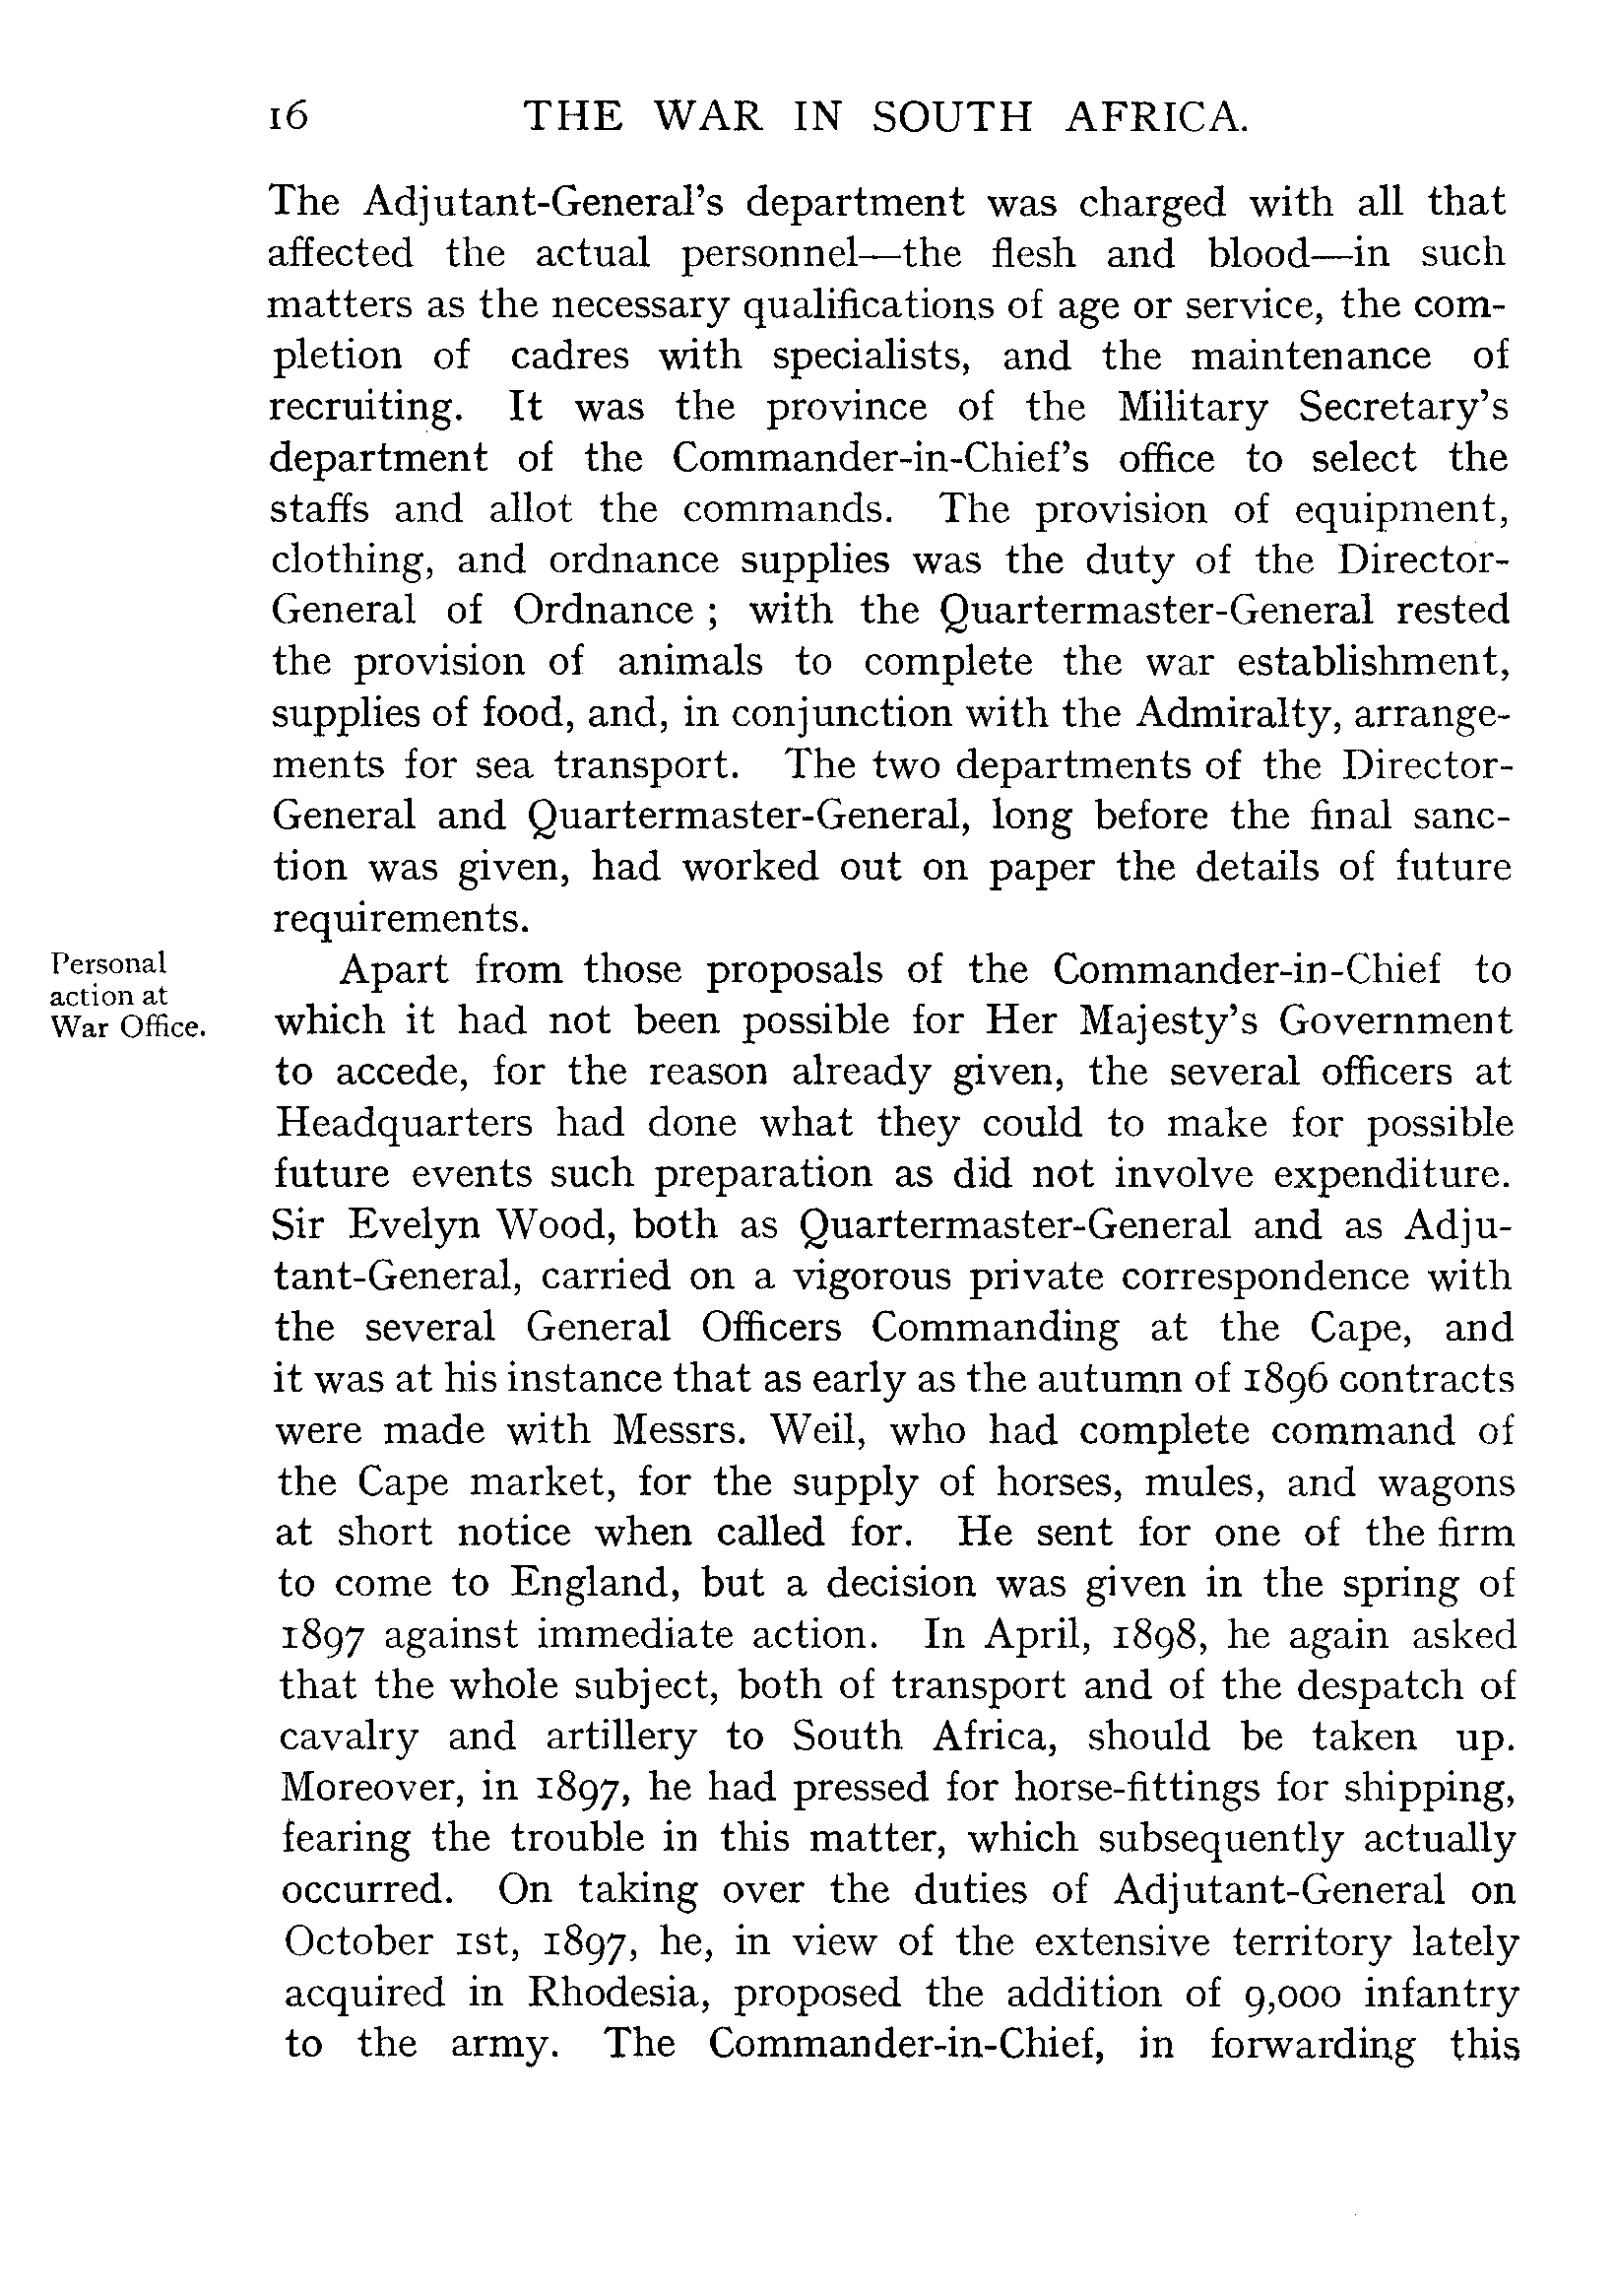 16 THE WAR IN SOUTH AFRICA.
The Adjutant-General's department was charged with all that
affected the actual personnel—the flesh and blood—in such
matters as the necessary qualifications of age or service, the com-
pletion of cadres with specialists, and the maintenance of
recruiting. It was the province of the Military Secretary's
department of the Commander-in-Chief's office to select the
staffs and allot the commands. The provision of equipment,
clothing, and ordnance supplies was the duty of the Director-
General of Ordnance ; with the Quartermaster-General rested
the provision of animals to complete the war establishment,
supplies of food, and, in conjunction with the Admiralty, arrange-
ments for sea transport. The two departments of the Director-
General and Quartermaster-General, long before the final sanc-
tion was given, had worked out on paper the details of future
requirements.
Personal
action at
War Office.
Apart from those proposals of the Commander-in-Chief to
which it had not been possible for Her Majesty's Government
to accede, for the reason already given, the several officers at
Headquarters had done what they could to make for possible
future events such preparation as did not involve expenditure.
Sir Evelyn Wood, both as Quartermaster-General and as Adju-
tant-General, carried on a vigorous private correspondence with
the several General Officers Commanding at the Cape, and
it was at his instance that as early as the autumn of 1896 contracts
were made with Messrs. Weil, who had complete command of
the Cape market, for the supply of horses, mules, and wagons
at short notice when called for. He sent for one of the firm
to come to England, but a decision was given in the spring of
1897 against immediate action. In April, 1898, he again asked
that the whole subject, both of transport and of the despatch of
cavalry and artillery to South Africa, should be taken up.
Moreover, in 1897, he had pressed for horse-fittings for shipping,
fearing the trouble in this matter, which subsequently actually
occurred. On taking over the duties of Adjutant-General on
October 1st, 1897, he, in view of the extensive territory lately
acquired in Rhodesia, proposed the addition of 9,000 infantry
to the army. The Commander-in-Chief, in forwarding this